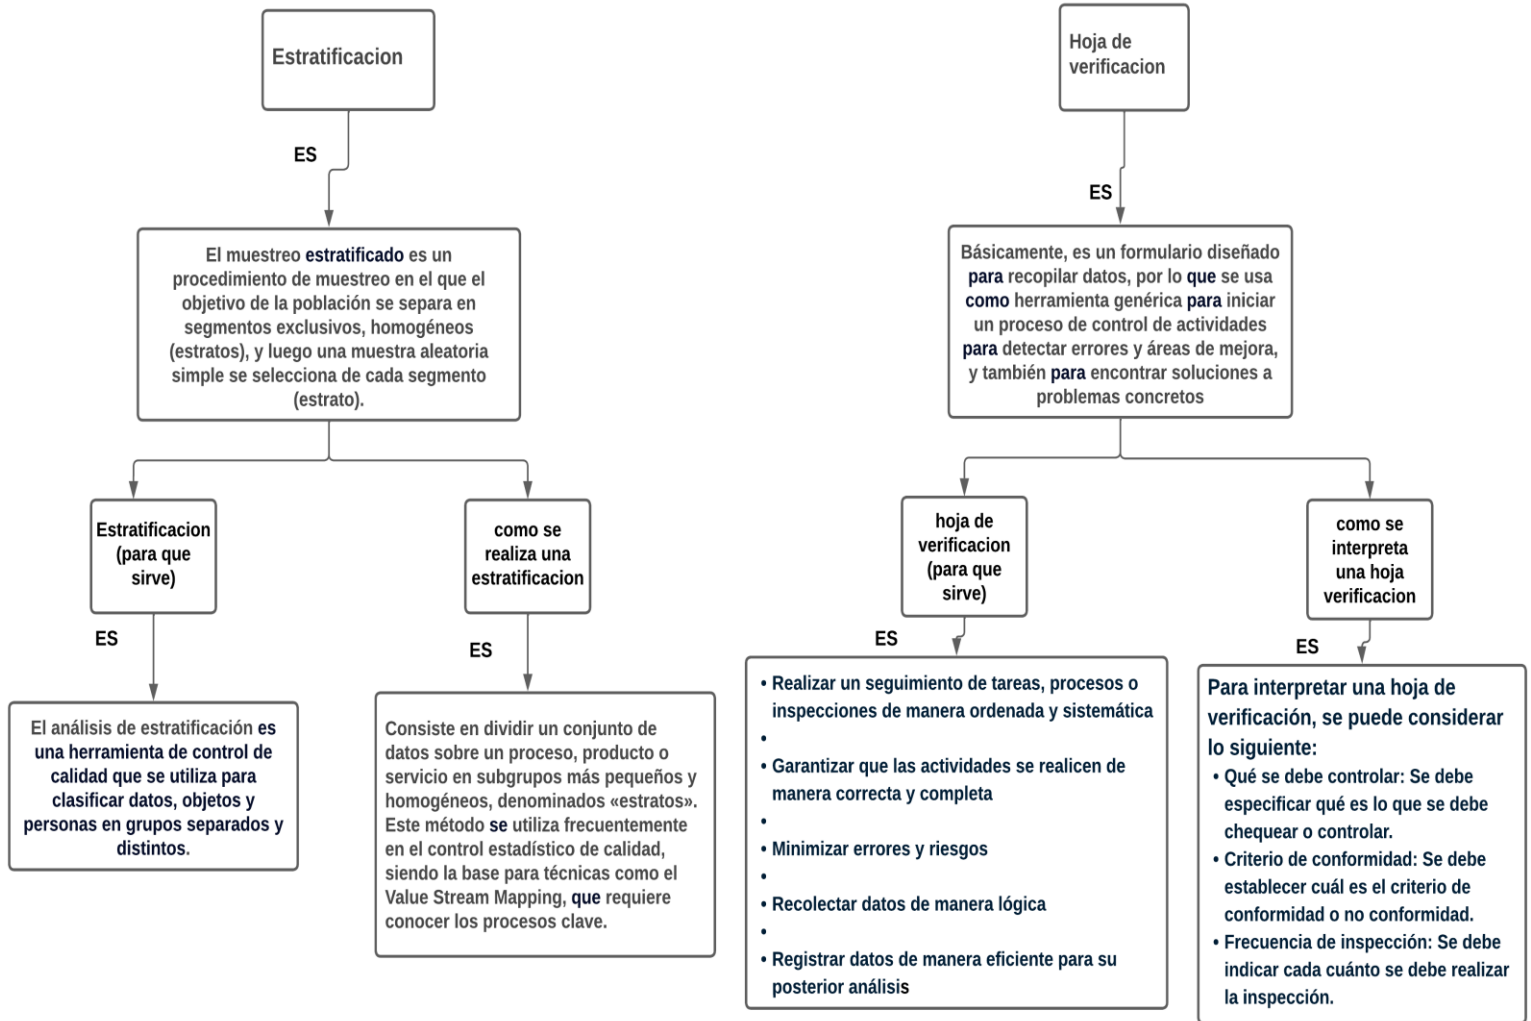 Estratificacion
ES
El muestreo estratificado es un
procedimiento de muestreo en el que el
objetivo de la población se separa en
segmentos exclusivos, homogéneos
(estratos), y luego una muestra aleatoria
simple se selecciona de cada segmento
(estrato).
Estratificacion
(para que
sirve)
ES
El análisis de estratificación es
una herramienta de control de
calidad que se utiliza para
clasificar datos, objetos y
personas en grupos separados y
distintos.
como se
realiza una
estratificacion
ES
Consiste en dividir un conjunto de
datos sobre un proceso, producto o
servicio en subgrupos más pequeños y
homogéneos, denominados «estratos».
Este método se utiliza frecuentemente
en el control estadístico de calidad,
siendo la base para técnicas como el
Value Stream Mapping, que requiere
conocer los procesos clave.
Hoja de
verificacion
ES
Básicamente, es un formulario diseñado
para recopilar datos, por lo que se usa
como herramienta genérica para iniciar
un proceso de control de actividades
para detectar errores y áreas de mejora,
y también para encontrar soluciones a
problemas concretos
hoja de
verificacion
(para que
sirve)
ES
• Realizar un seguimiento de tareas, procesos o
inspecciones de manera ordenada y sistemática
•
• Garantizar que las actividades se realicen de
manera correcta y completa
•
• Minimizar errores y riesgos
•
• Recolectar datos de manera lógica
•
• Registrar datos de manera eficiente para su
posterior análisis
como se
interpreta
una hoja
verificacion
ES
Para interpretar una hoja de
verificación, se puede considerar
lo siguiente:
• Qué se debe controlar: Se debe
especificar qué es lo que se debe
chequear o controlar.
• Criterio de conformidad: Se debe
establecer cuál es el criterio de
conformidad o no conformidad.
• Frecuencia de inspección: Se debe
indicar cada cuánto se debe realizar
la inspección.